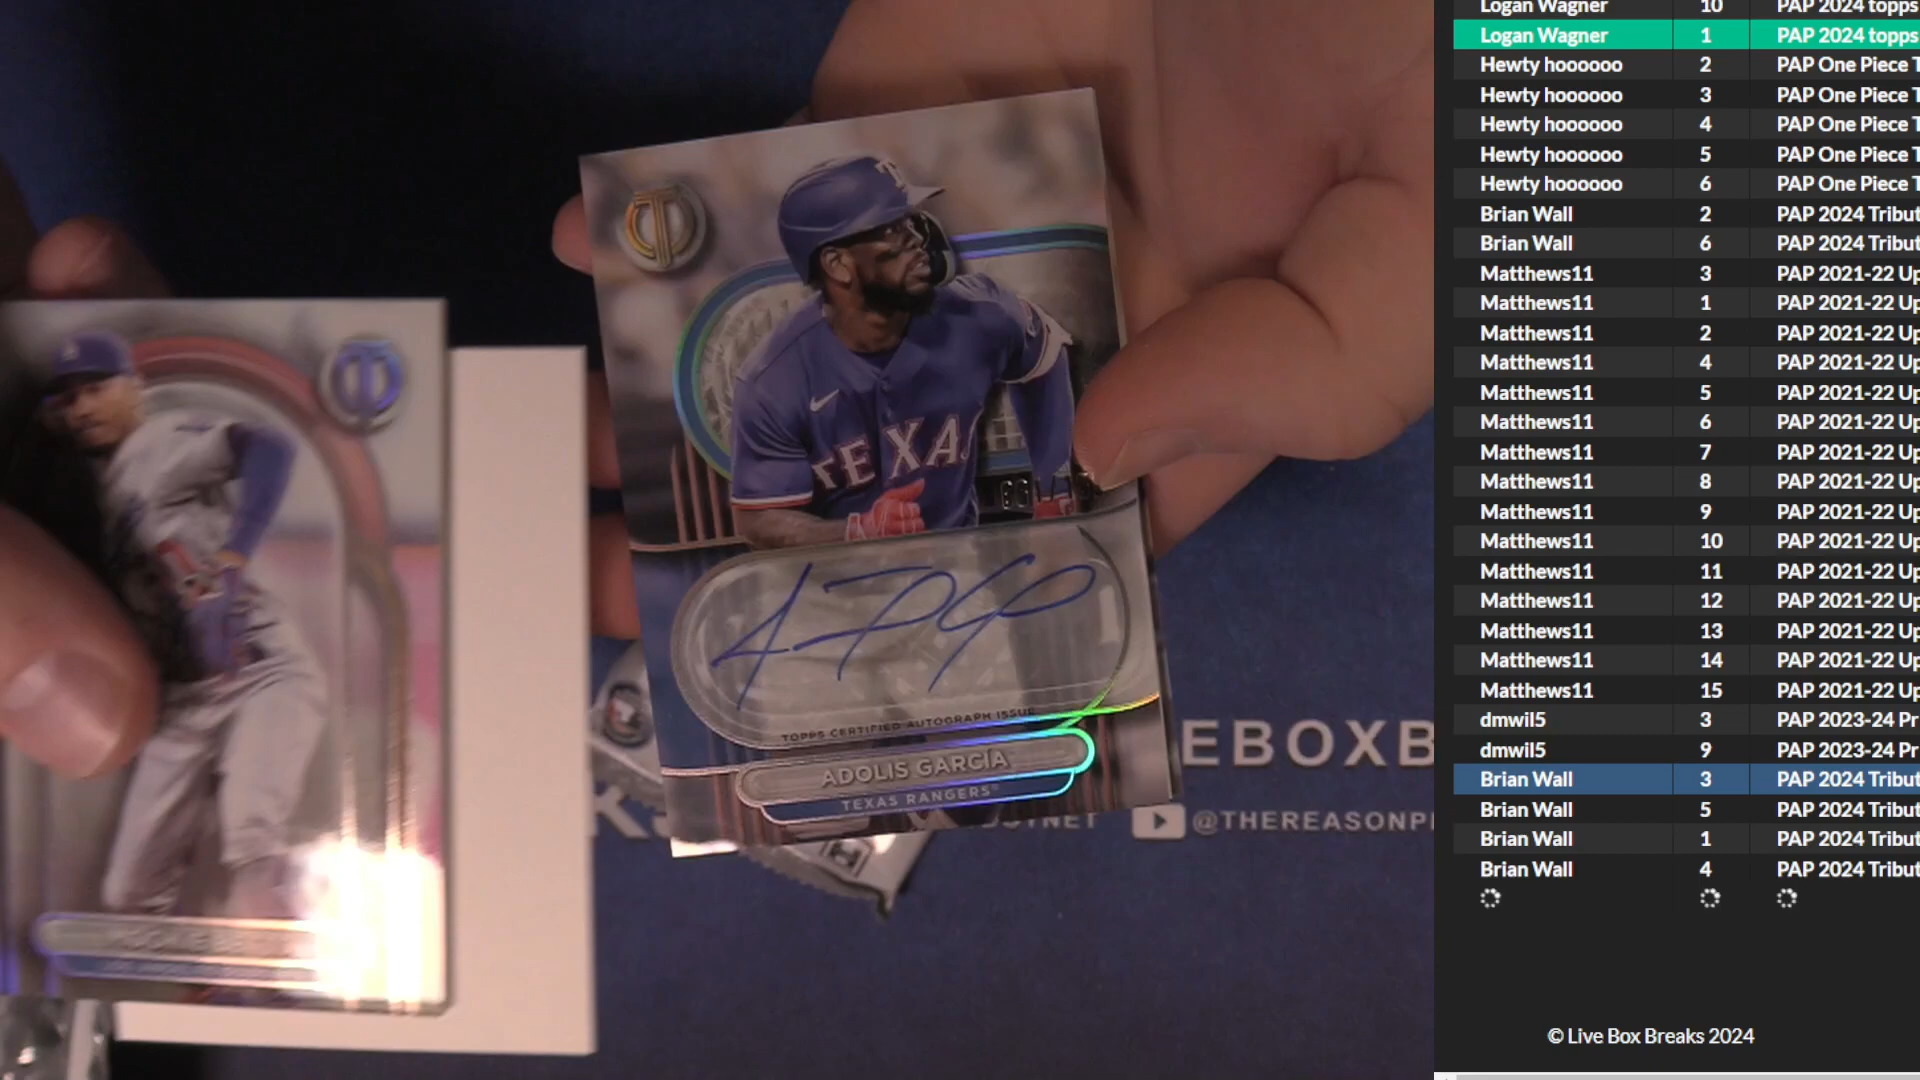 TEXAS
TOPPS CERTIFIED AUTOGRAPH ISSUE
ADOLIS GARCÍA
TEXAS RANGERS
EBOXB
@THEREASONP
Logan Wagner 10 PAP 2024 topps
Logan Wagner 1 PAP 2024 topps
Hewty hoooooo 2 PAP One Piece T
Hewty hoooooo 3 PAP One Piece T
Hewty hoooooo 4 PAP One Piece T
Hewty hoooooo 5 PAP One Piece T
Hewty hoooooo 6 PAP One Piece T
Brian Wall 2 PAP 2024 Tribut
Brian Wall 6 PAP 2024 Tribut
Matthews11 3 PAP 2021-22 Up
Matthews11 1 PAP 2021-22 Up
Matthews11 2 PAP 2021-22 Up
Matthews11 4 PAP 2021-22 Up
Matthews11 5 PAP 2021-22 Up
Matthews11 6 PAP 2021-22 Up
Matthews11 7 PAP 2021-22 Up
Matthews11 8 PAP 2021-22 Up
Matthews11 9 PAP 2021-22 Up
Matthews11 10 PAP 2021-22 Up
Matthews11 11 PAP 2021-22 Up
Matthews11 12 PAP 2021-22 Up
Matthews11 13 PAP 2021-22 Up
Matthews11 14 PAP 2021-22 Up
Matthews11 15 PAP 2021-22 Up
dmwil5 3 PAP 2023-24 Pr
dmwil5 9 PAP 2023-24 Pr
Brian Wall 3 PAP 2024 Tribut
Brian Wall 5 PAP 2024 Tribut
Brian Wall 1 PAP 2024 Tribut
Brian Wall 4 PAP 2024 Tribut
© Live Box Breaks 2024